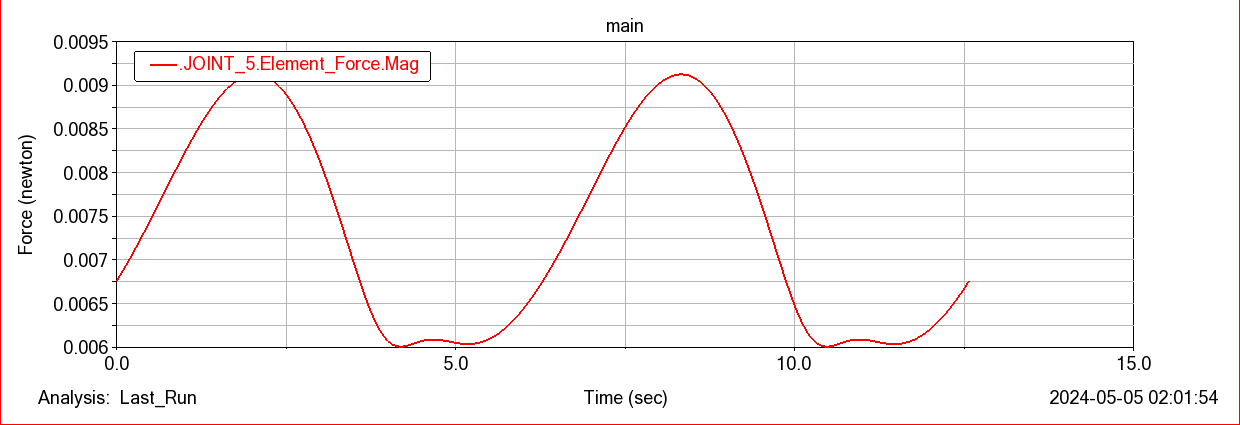 main
.JOINT_5.Element_Force.Mag
Force (newton)
0.0095
0.009
0.0085
0.008
0.0075
0.007
0.0065
0.006
0.0 5.0 10.0 15.0
Analysis: Last_Run Time (sec) 2024-05-05 02:01:54